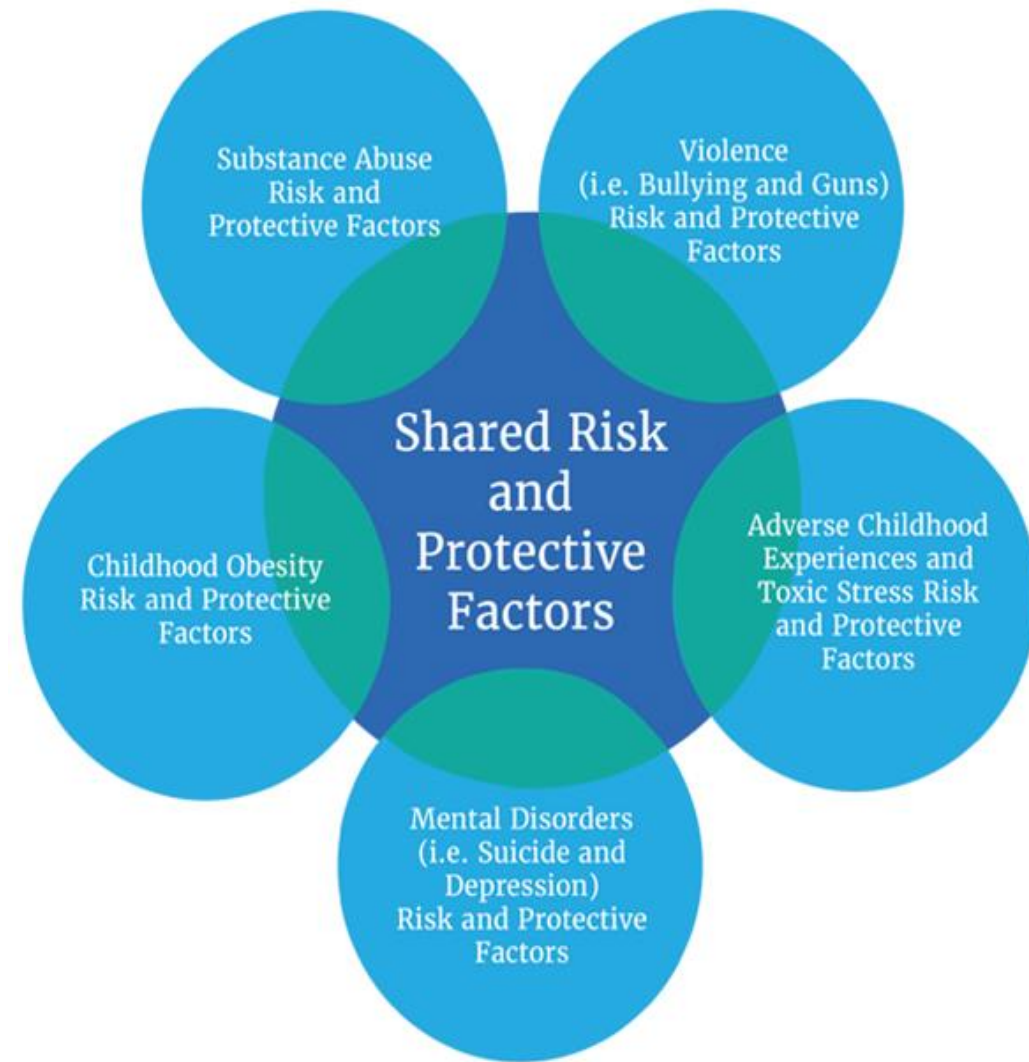 Substance Abuse
Risk and
Protective Factors
Violence
(i.e. Bullying and Guns)
Risk and Protective
Factors
Shared Risk
and
Protective
Factors
Childhood Obesity
Risk and Protective
Factors
Adverse Childhood
Experiences and
Toxic Stress Risk
and Protective
Factors
Mental Disorders
(i.e. Suicide and
Depression)
Risk and Protective
Factors